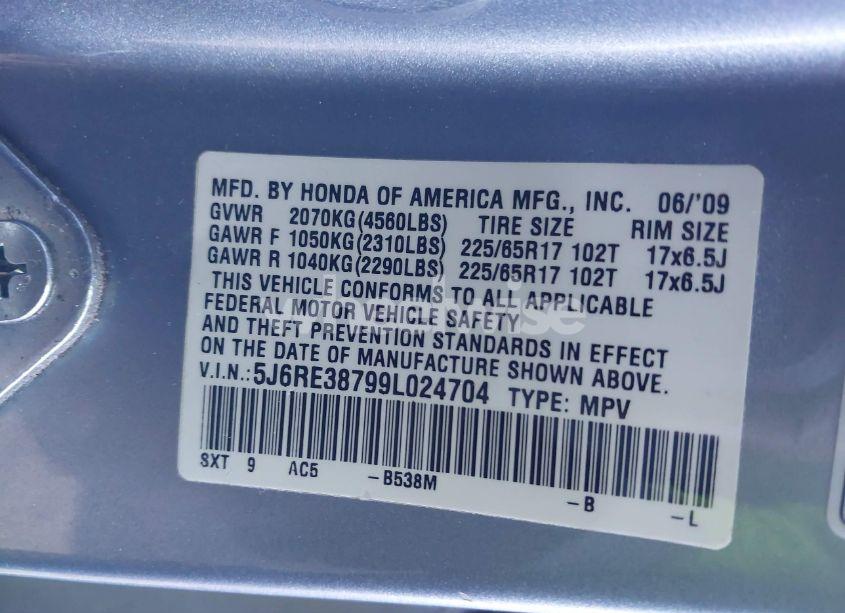 MFD. BY HONDA OF AMERICA MFG., INC. 06/'09
GVWR 2070KG(4560LBS) TIRE SIZE RIM SIZE
GAWR F 1050KG(2310LBS) 225/65R17 102T 17x6.5J
GAWR R 1040KG(2290LBS) 225/65R17 102T 17x6.5J
THIS VEHICLE CONFORMS TO ALL APPLICABLE
FEDERAL MOTOR VEHICLE SAFETY
AND THEFT PREVENTION STANDARDS IN EFFECT
ON THE DATE OF MANUFACTURE SHOWN ABOVE.
V.I.N.: 5J6RE38799L024704 TYPE: MPV
SXT 9 AC5 -B538M -B -L